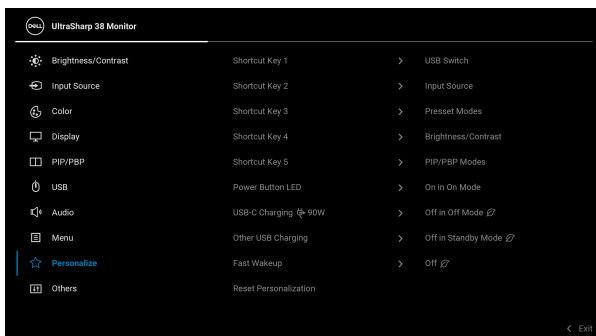 DELL UltraSharp 38 Monitor
Brightness/Contrast Shortcut Key 1 > USB Switch
Input Source Shortcut Key 2 > Input Source
Color Shortcut Key 3 > Presset Modes
Display Shortcut Key 4 > Brightness/Contrast
PIP/PBP Shortcut Key 5 > PIP/PBP Modes
USB Power Button LED > On in On Mode
Audio USB-C Charging 90W > Off in Off Mode
Menu Other USB Charging > Off in Standby Mode
Personalize Fast Wakeup > Off
Others Reset Personalization
< Exit